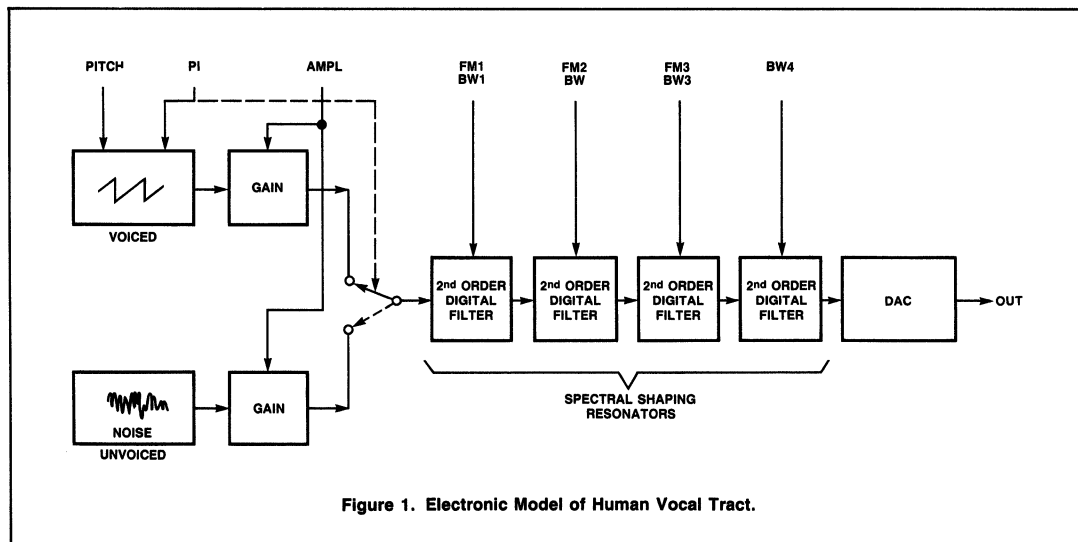 PITCH PI AMPL FM1 FM2 FM3 BW4
BW1 BW BW3
GAIN
VOICED
2nd ORDER 2nd ORDER 2nd ORDER 2nd ORDER
DIGITAL DIGITAL DIGITAL DIGITAL
FILTER FILTER FILTER FILTER
DAC
OUT
SPECTRAL SHAPING
RESONATORS
NOISE
GAIN
UNVOICED
Figure 1. Electronic Model of Human Vocal Tract.